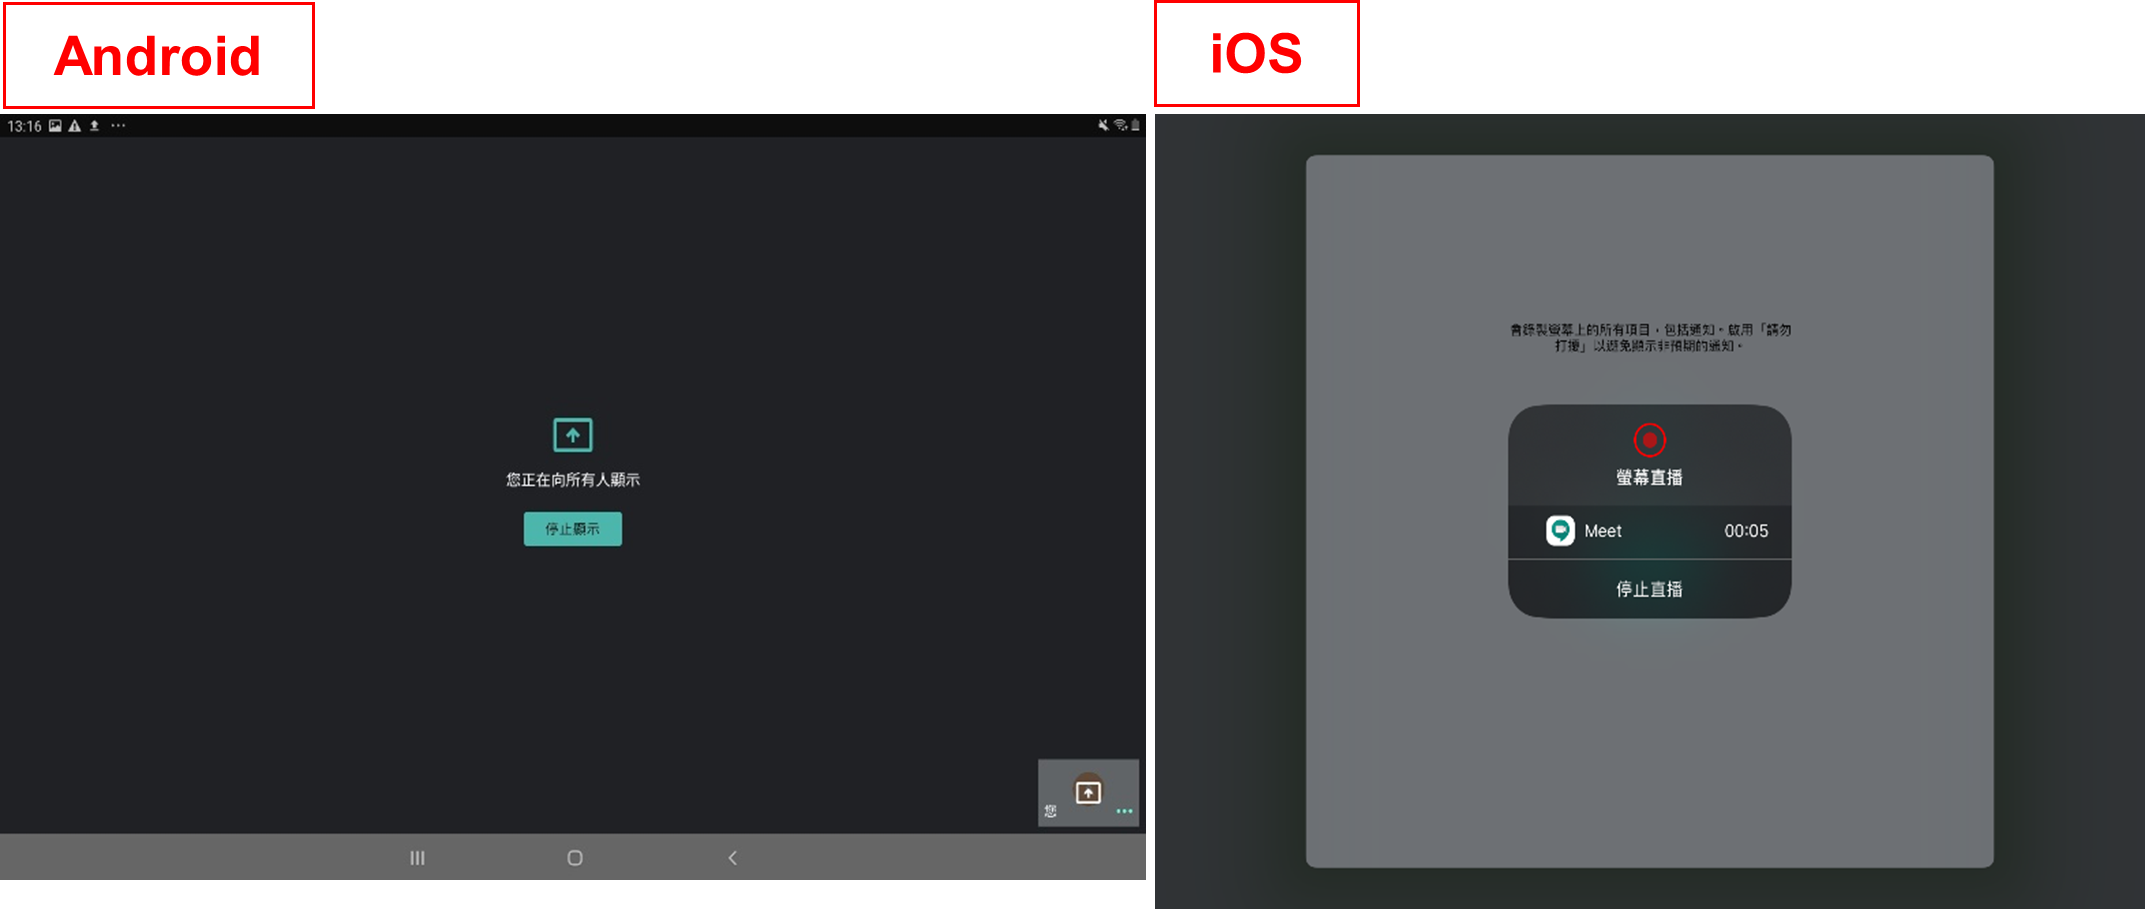 Android
13:16
您正在向所有人顯示
停止顯示
您
iOS
會錄製螢幕上的所有項目，包括通知。啟用「請勿
打擾」以避免顯示非預期的通知。
螢幕直播
Meet 00:05
停止直播